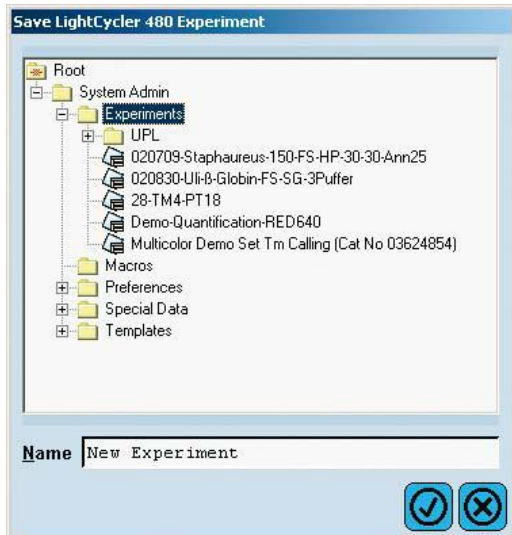 Save LightCycler 480 Experiment
Root
System Admin
Experiments
UPL
020709-Staphaureus-150-FS-HP-30-30-Ann25
020830-Uli-ß-Globin-FS-SG-3Puffer
28-TM4-PT18
Demo-Quantification-RED640
Multicolor Demo Set Tm Calling (Cat No 03624854)
Macros
Preferences
Special Data
Templates
Name New Experiment